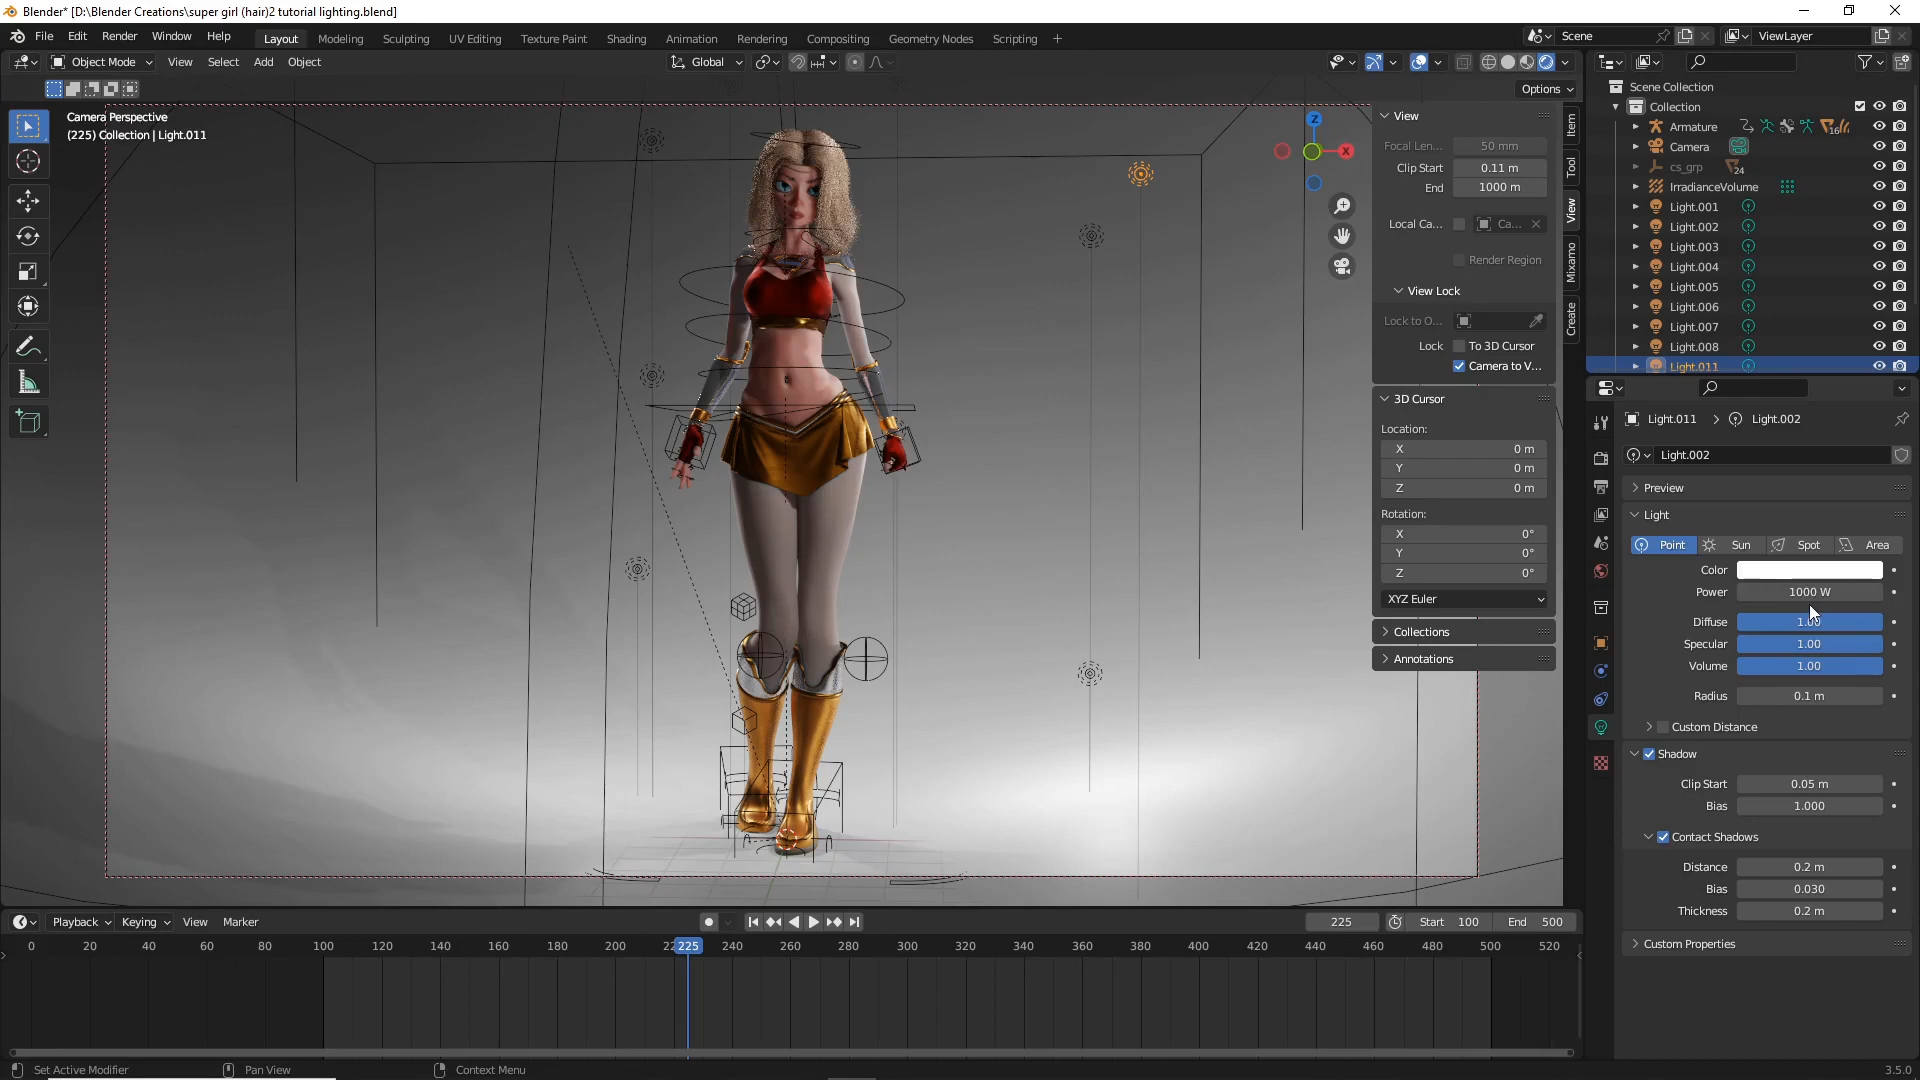 Blender* [D:\Blender Creations\super girl (hair)2 tutorial lighting.blend]
File Edit Render Window Help Layout Modeling Sculpting UV Editing Texture Paint Shading Animation Rendering Compositing Geometry Nodes Scripting + Scene ViewLayer
Object Mode View Select Add Object Global
Options
Camera Perspective
(225) Collection | Light.011
Z
X
View
Focal Len... 50 mm
Clip Start 0.11 m
End 1000 m
Local Ca... Ca...
Render Region
View Lock
Lock to O...
Lock To 3D Cursor
Camera to V...
3D Cursor
Location:
X 0 m
Y 0 m
Z 0 m
Rotation:
X 0°
Y 0°
Z 0°
XYZ Euler
Collections
Annotations
Item
Tool
View
Mixamo
Create
Scene Collection
Collection
Armature 16
Camera
cs_grp 24
IrradianceVolume
Light.001
Light.002
Light.003
Light.004
Light.005
Light.006
Light.007
Light.008
Light.011
Light.011 > Light.002
Light.002
Preview
Light
Point Sun Spot Area
Color
Power 1000 W
Diffuse 1.00
Specular 1.00
Volume 1.00
Radius 0.1 m
Custom Distance
Shadow
Clip Start 0.05 m
Bias 1.000
Contact Shadows
Distance 0.2 m
Bias 0.030
Thickness 0.2 m
Custom Properties
Playback Keying View Marker 225 Start 100 End 500
0 20 40 60 80 100 120 140 160 180 200 225 240 260 280 300 320 340 360 380 400 420 440 460 480 500 520
Set Active Modifier Pan View Context Menu 3.5.0